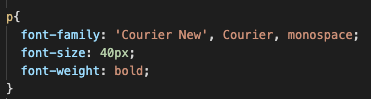 p{
  font-family: 'Courier New', Courier, monospace;
  font-size: 40px;
  font-weight: bold;
}